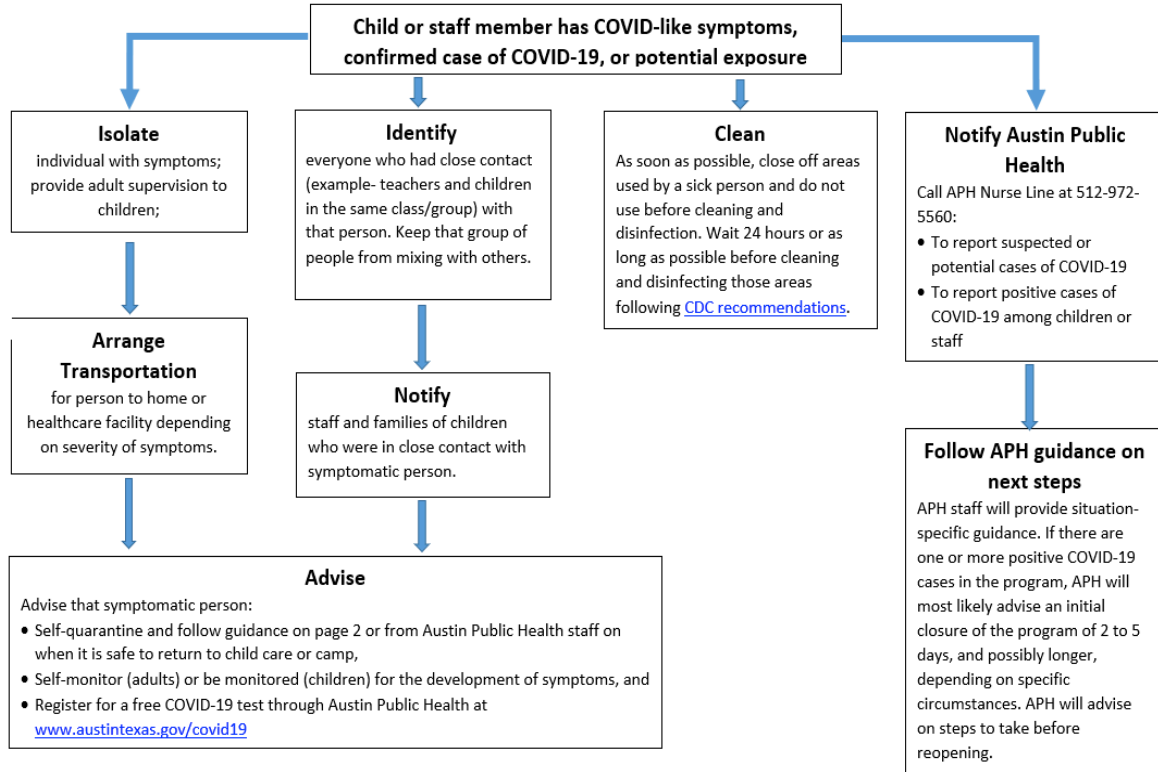 Child or staff member has COVID-like symptoms,
confirmed case of COVID-19, or potential exposure
Isolate
individual with symptoms;
provide adult supervision to
children;
Arrange
Transportation
for person to home or
healthcare facility depending
on severity of symptoms.
Identify
everyone who had close contact
(example- teachers and children
in the same class/group) with
that person. Keep that group of
people from mixing with others.
Notify
staff and families of children
who were in close contact with
symptomatic person.
Advise
Advise that symptomatic person:
• Self-quarantine and follow guidance on page 2 or from Austin Public Health staff on
when it is safe to return to child care or camp,
• Self-monitor (adults) or be monitored (children) for the development of symptoms, and
• Register for a free COVID-19 test through Austin Public Health at
www.austintexas.gov/covid19
Clean
As soon as possible, close off areas
used by a sick person and do not
use before cleaning and
disinfection. Wait 24 hours or as
long as possible before cleaning
and disinfecting those areas
following CDC recommendations.
Notify Austin Public
Health
Call APH Nurse Line at 512-972-
5560:
• To report suspected or
potential cases of COVID-19
• To report positive cases of
COVID-19 among children or
staff
Follow APH guidance on
next steps
APH staff will provide situation-
specific guidance. If there are
one or more positive COVID-19
cases in the program, APH will
most likely advise an initial
closure of the program of 2 to 5
days, and possibly longer,
depending on specific
circumstances. APH will advise
on steps to take before
reopening.